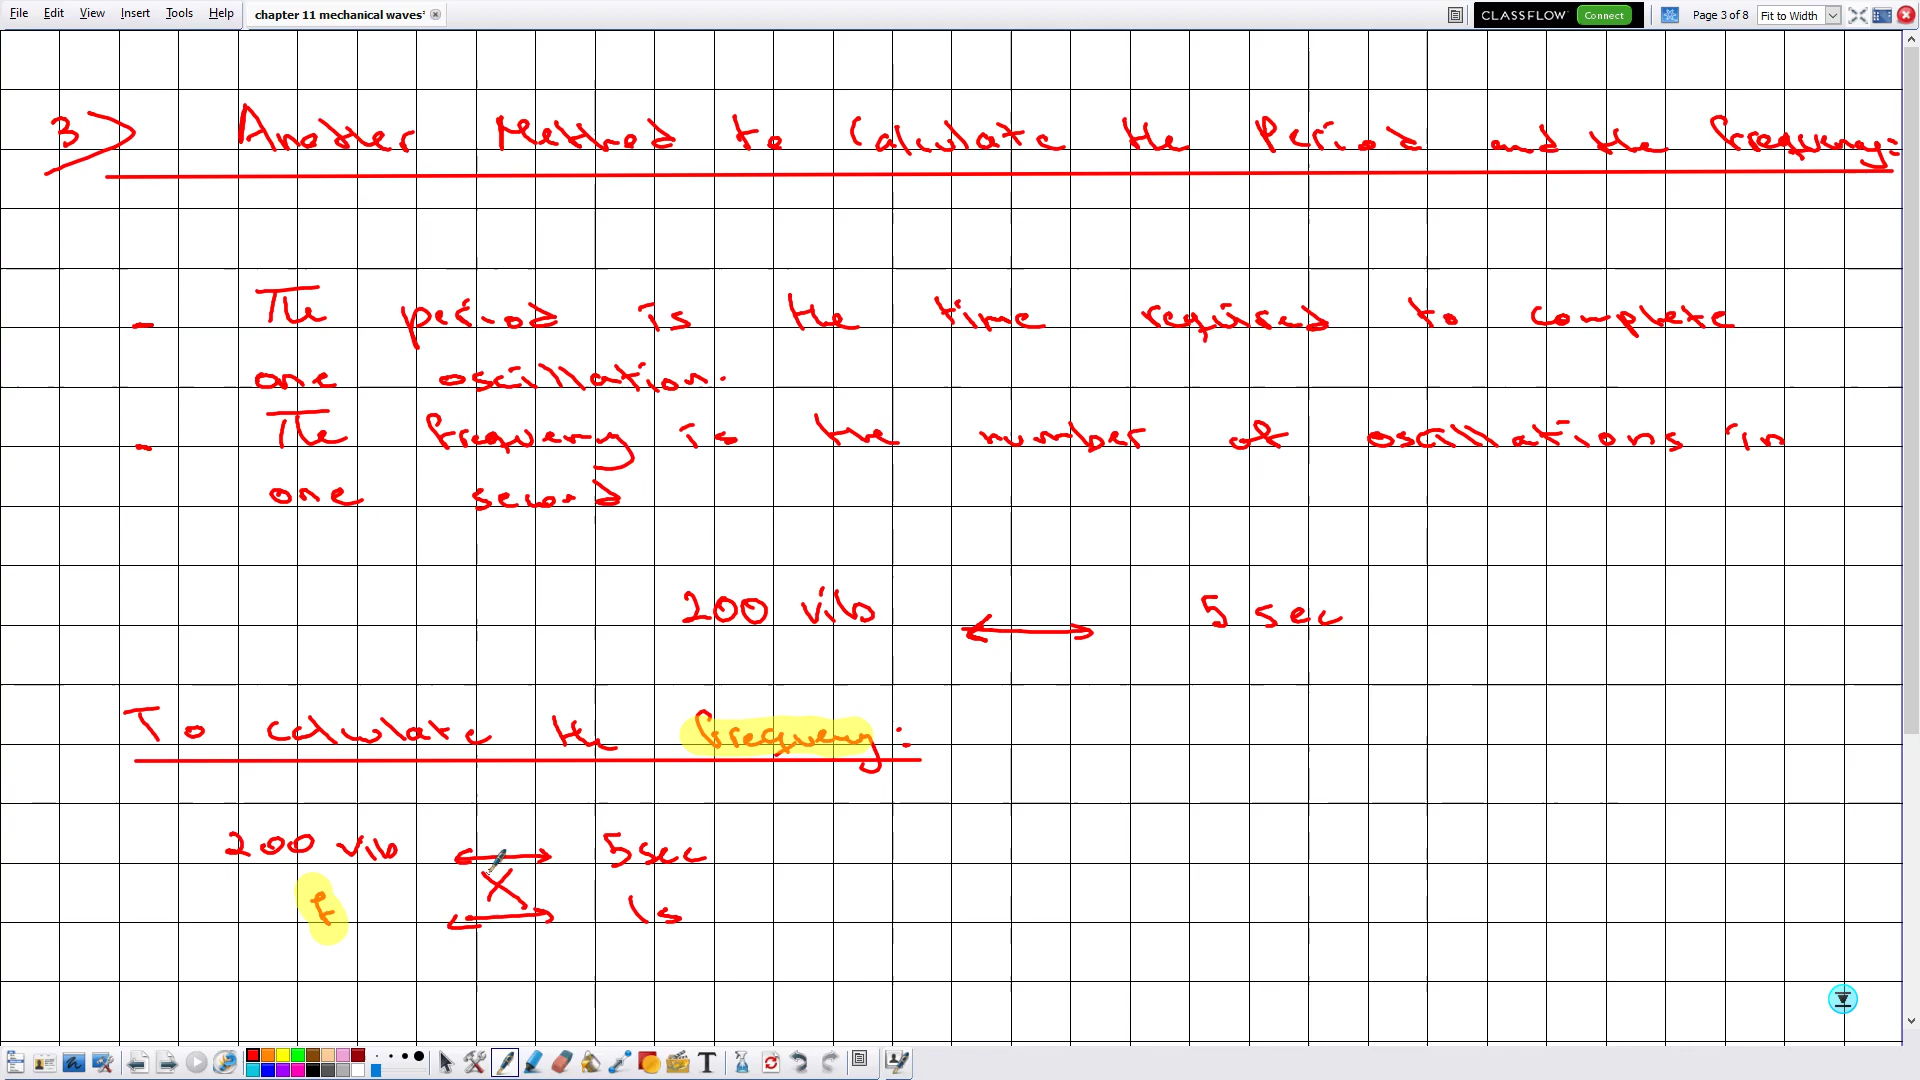 File Edit View Insert Tools Help chapter 11 mechanical waves* CLASSFLOW Connect Page 3 of 8 Fit to Width
3> Another Method to Calculate the Period and the frequency:
- The period is the time required to complete
one oscillation.
- The frequency is the number of oscillations in
one second
200 vib ↔ 5 sec
To calculate the frequency:
200 vib ↔ 5 sec
f ↔ 1s
T